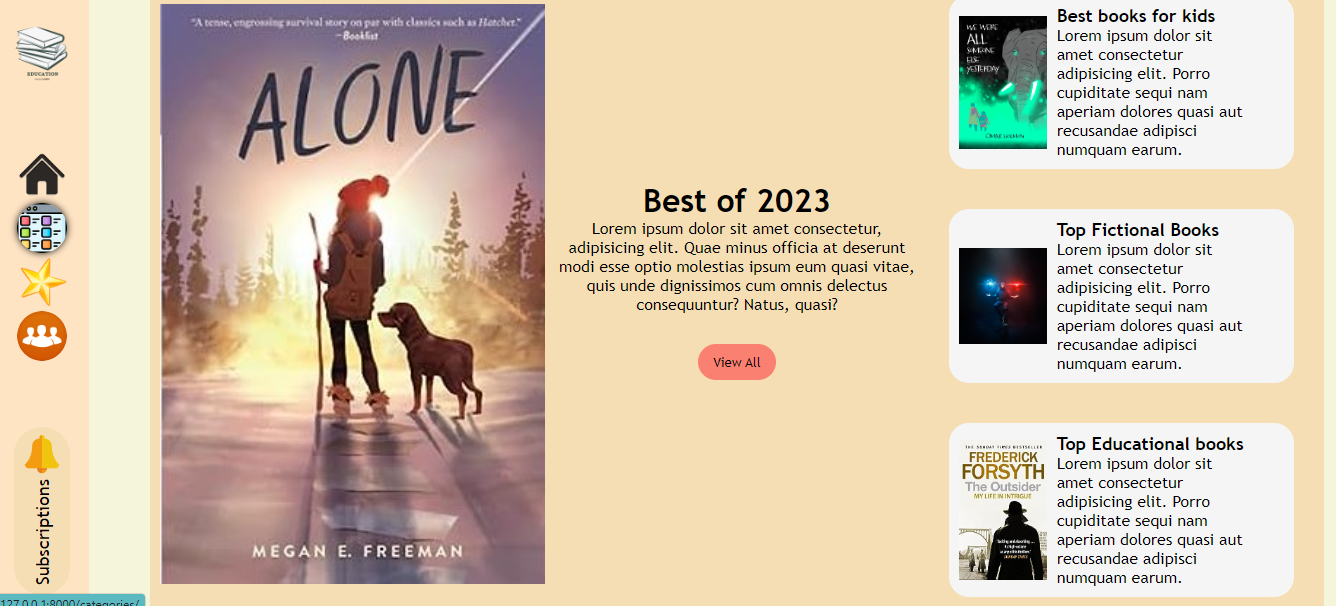 EDUCATION
Subscriptions
127.0.0.1:8000/categories/
"A tense, engrossing survival story on par with classics such as Hatchet."
—Booklist
ALONE
MEGAN E. FREEMAN
Best of 2023
Lorem ipsum dolor sit amet consectetur,
adipisicing elit. Quae minus officia at deserunt
modi esse optio molestias ipsum eum quasi vitae,
quis unde dignissimos cum omnis delectus
consequuntur? Natus, quasi?
View All
WE WERE
ALL
SOMEONE
ELSE
YESTERDAY
Best books for kids
Lorem ipsum dolor sit
amet consectetur
adipisicing elit. Porro
cupiditate sequi nam
aperiam dolores quasi aut
recusandae adipisci
numquam earum.
Top Fictional Books
Lorem ipsum dolor sit
amet consectetur
adipisicing elit. Porro
cupiditate sequi nam
aperiam dolores quasi aut
recusandae adipisci
numquam earum.
THE SUNDAY TIMES BESTSELLER
FREDERICK
FORSYTH
The Outsider
MY LIFE IN INTRIGUE
Top Educational books
Lorem ipsum dolor sit
amet consectetur
adipisicing elit. Porro
cupiditate sequi nam
aperiam dolores quasi aut
recusandae adipisci
numquam earum.